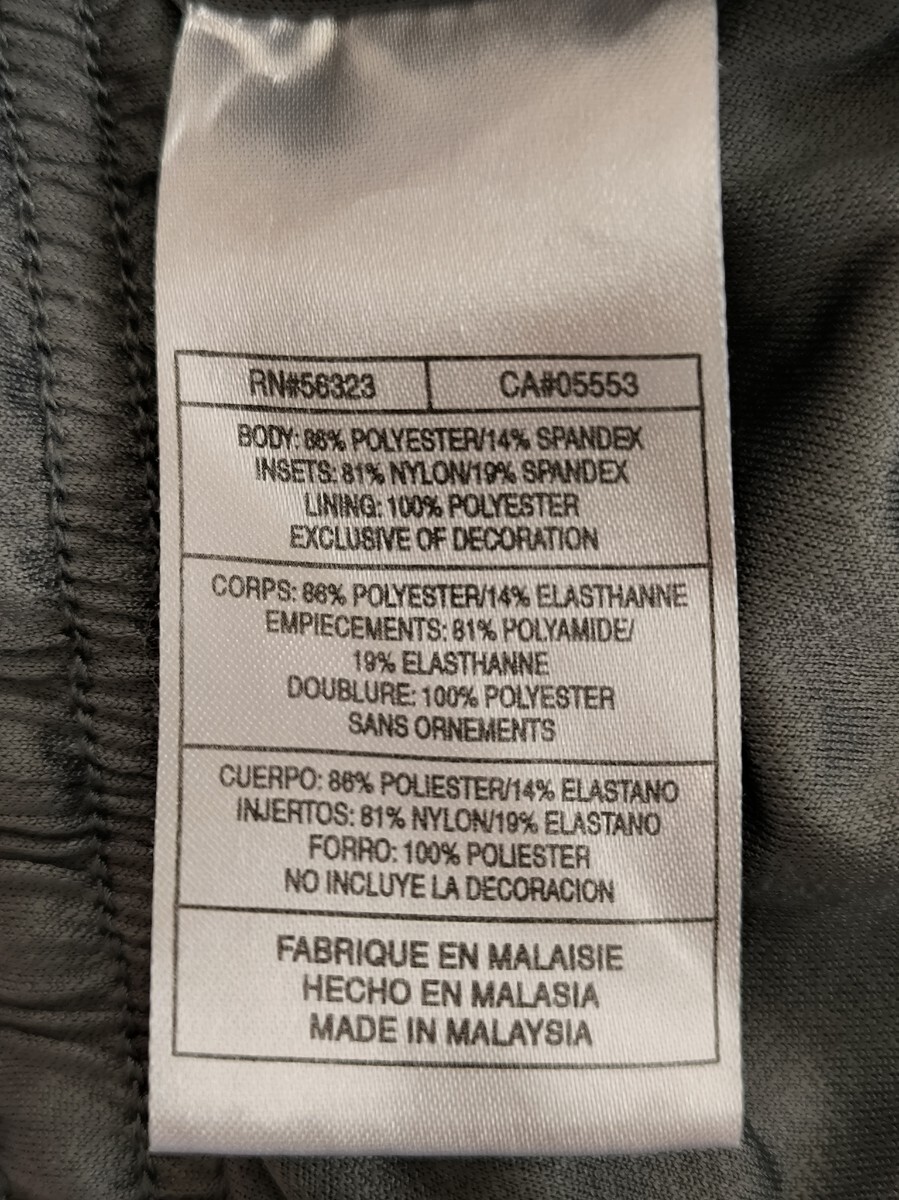 RN#56323 CA#05553
BODY: 86% POLYESTER/14% SPANDEX
INSETS: 81% NYLON/19% SPANDEX
LINING: 100% POLYESTER
EXCLUSIVE OF DECORATION
CORPS: 86% POLYESTER/14% ELASTHANNE
EMPIECEMENTS: 81% POLYAMIDE/
19% ELASTHANNE
DOUBLURE: 100% POLYESTER
SANS ORNEMENTS
CUERPO: 86% POLIESTER/14% ELASTANO
INJERTOS: 81% NYLON/19% ELASTANO
FORRO: 100% POLIESTER
NO INCLUYE LA DECORACION
FABRIQUE EN MALAISIE
HECHO EN MALASIA
MADE IN MALAYSIA